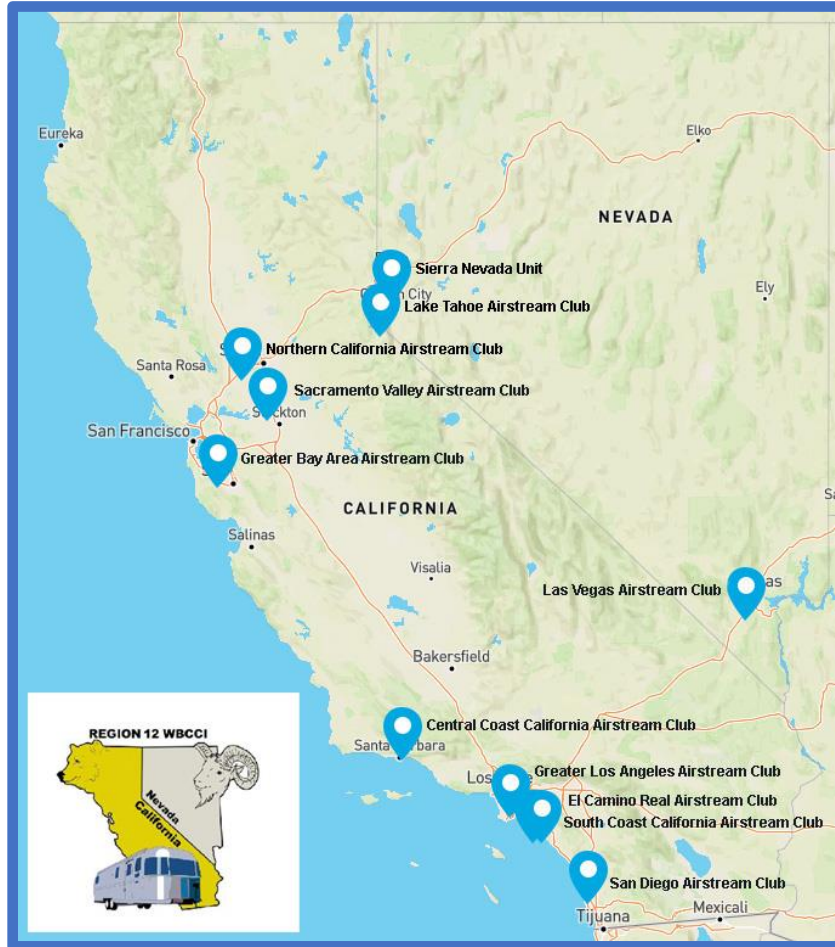 Eureka
Elko
NEVADA
Sierra Nevada Unit
City
Lake Tahoe Airstream Club
Ely
Northern California Airstream Club
Santa Rosa
Sacramento Valley Airstream Club
San Francisco
Greater Bay Area Airstream Club
CALIFORNIA
Salinas
Visalia
Las Vegas Airstream Club
Bakersfield
Central Coast California Airstream Club
Greater Los Angeles Airstream Club
El Camino Real Airstream Club
South Coast California Airstream Club
San Diego Airstream Club
Tijuana
Mexicali
REGION 12 WBCCI
Nevada
California